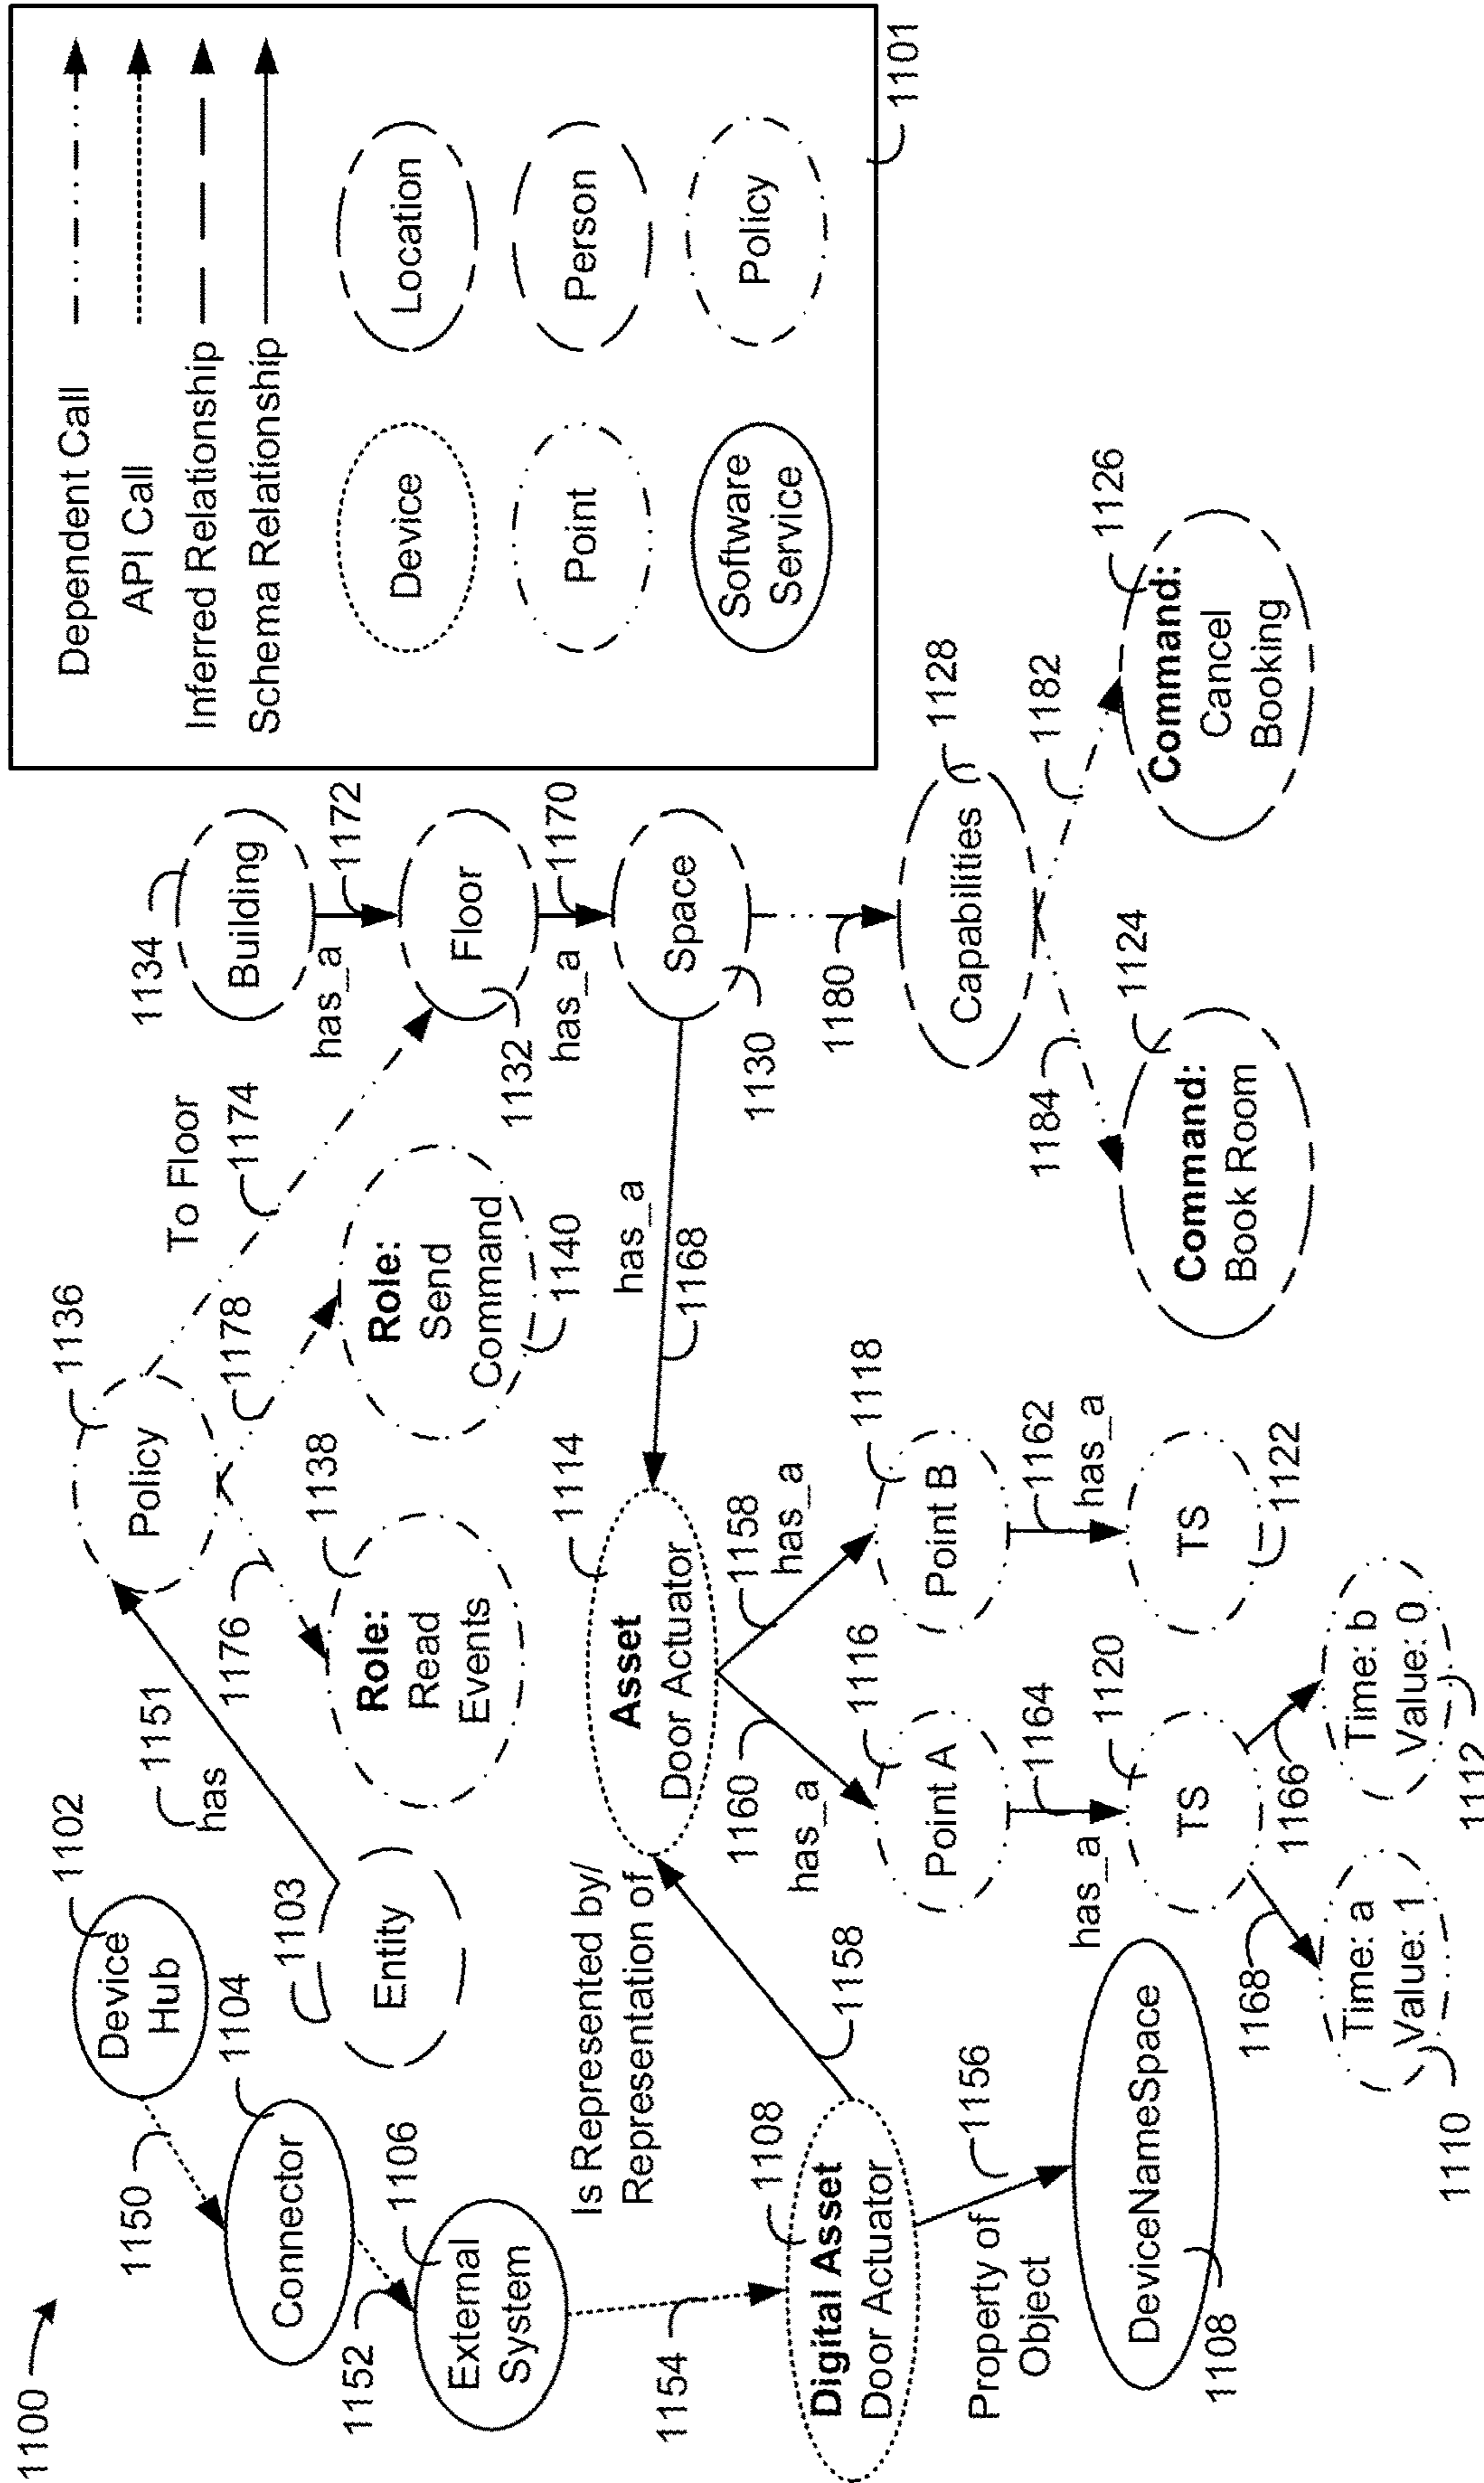 1100
Device
Hub
1102
1150
Connector
1104
1152
External
System
1106
1154
Entity
1103
1151
has
Policy
1136
1176
1178
Role:
Read
Events
1138
Role:
Send
Command
1140
To Floor
1174
Building
1134
has_a
1172
Floor
1132
has_a
1170
Space
1130
has_a
1168
1180
Capabilities
1128
1184
1182
Command:
Book Room
1124
Command:
Cancel
Booking
1126
Is Represented by/
Representation of
1158
Digital Asset
Door Actuator
1108
Property of
Object
1156
DeviceNameSpace
1108
Asset
Door Actuator
1114
1160
has_a
1158
has_a
Point A
1116
Point B
1118
has_a
1164
1162
has_a
TS
1120
TS
1122
1168
1166
Time: a
Value: 1
1110
Time: b
Value: 0
1112
Dependent Call
API Call
Inferred Relationship
Schema Relationship
Device
Location
Point
Person
Software
Service
Policy
1101